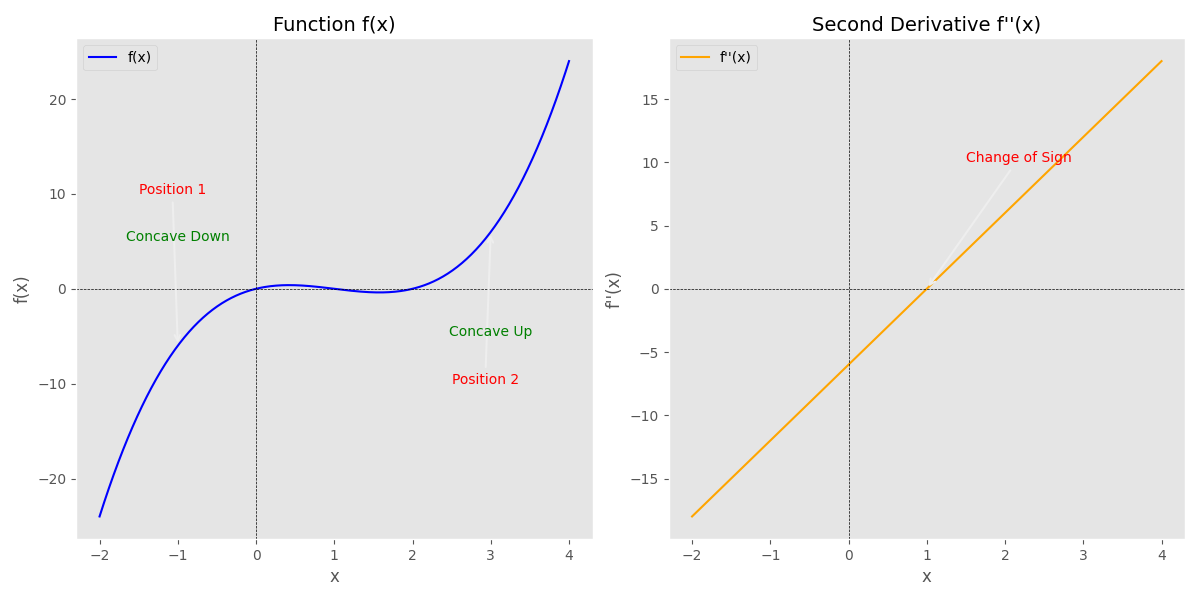 Function f(x)
f(x)
20
10
0
−10
−20
f(x)
Position 1
Concave Down
Concave Up
Position 2
−2 −1 0 1 2 3 4
x
Second Derivative f''(x)
f''(x)
15
10
5
0
−5
−10
−15
f''(x)
Change of Sign
−2 −1 0 1 2 3 4
x